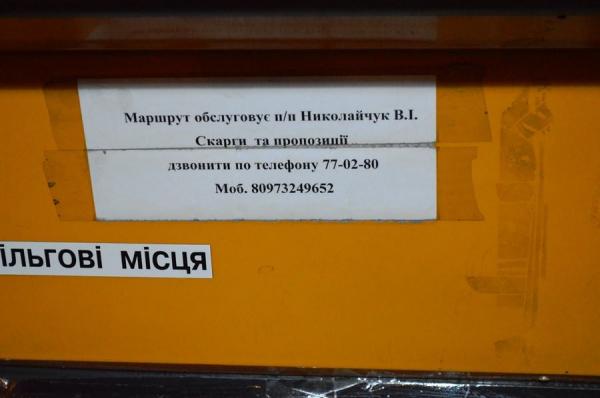 Маршрут обслуговує п/п Николайчук В.І.
Скарги та пропозиції
дзвонити по телефону 77-02-80
Моб. 80973249652
ільгові місця